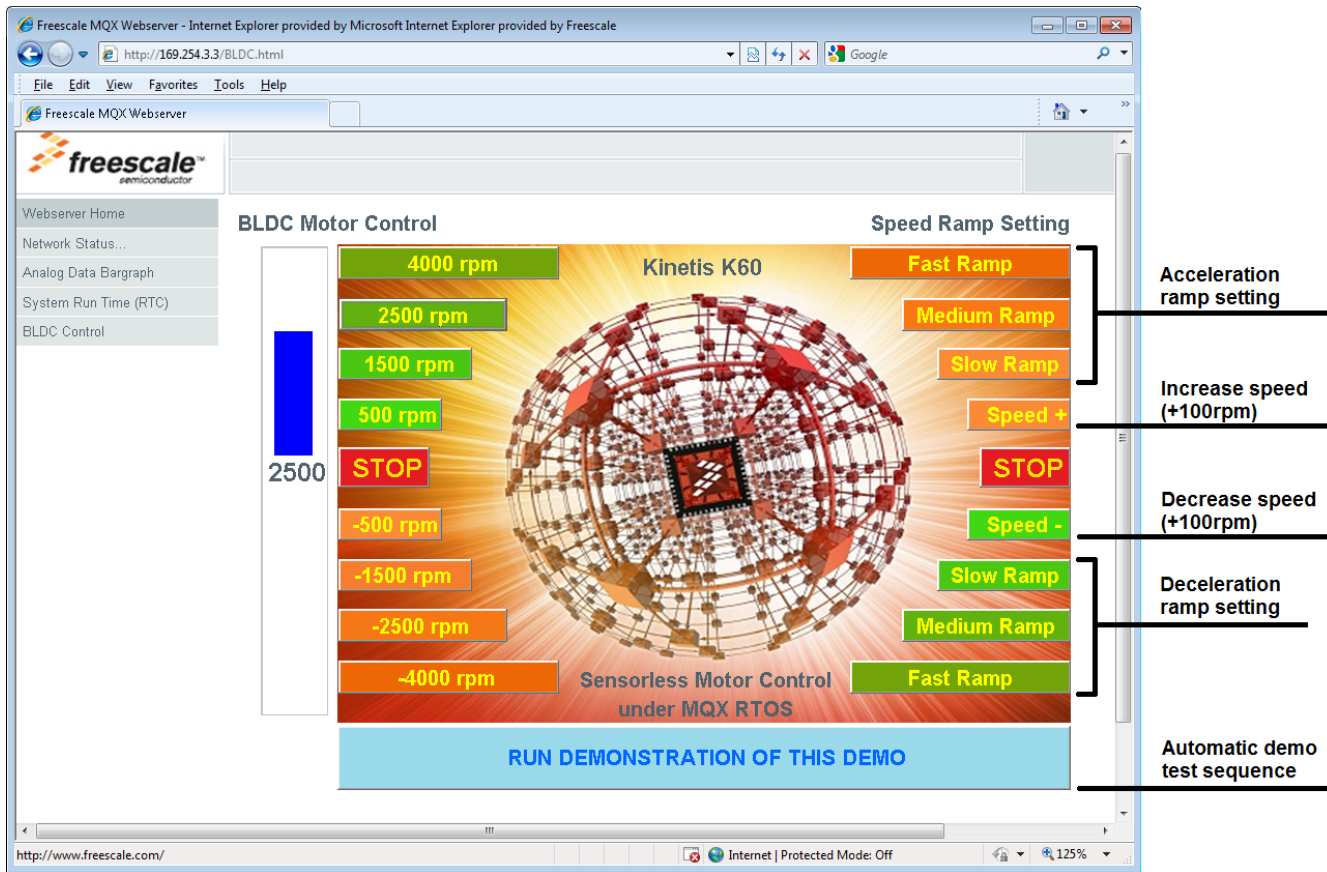 Freescale MQX Webserver - Internet Explorer provided by Microsoft Internet Explorer provided by Freescale
http://169.254.3.3/BLDC.html
Google
File Edit View Favorites Tools Help
Freescale MQX Webserver
freescale™
semiconductor
Webserver Home
Network Status...
Analog Data Bargraph
System Run Time (RTC)
BLDC Control
BLDC Motor Control
Speed Ramp Setting
4000 rpm
Kinetis K60
Fast Ramp
2500 rpm
Medium Ramp
1500 rpm
Slow Ramp
500 rpm
Speed +
2500
STOP
STOP
-500 rpm
Speed -
-1500 rpm
Slow Ramp
-2500 rpm
Medium Ramp
-4000 rpm
Sensorless Motor Control
under MQX RTOS
Fast Ramp
RUN DEMONSTRATION OF THIS DEMO
Acceleration
ramp setting
Increase speed
(+100rpm)
Decrease speed
(+100rpm)
Deceleration
ramp setting
Automatic demo
test sequence
http://www.freescale.com/
Internet | Protected Mode: Off
125%